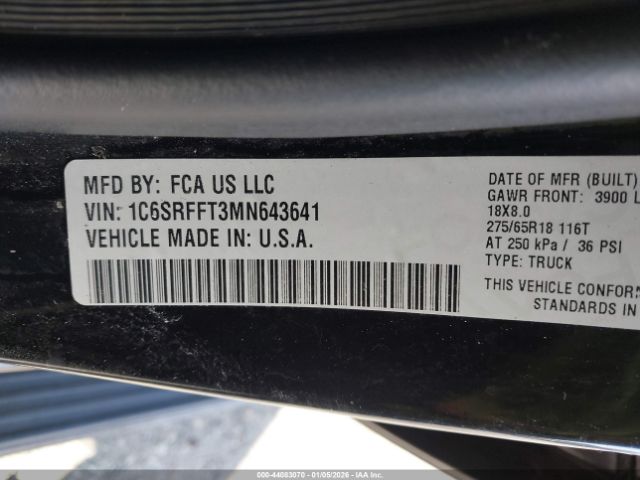 MFD BY: FCA US LLC
VIN: 1C6SRFFT3MN643641
VEHICLE MADE IN: U.S.A.
DATE OF MFR (BUILT)
GAWR FRONT: 3900 L
18X8.0
275/65R18 116T
AT 250 kPa / 36 PSI
TYPE: TRUCK
THIS VEHICLE CONFOR
STANDARDS IN
000-44083070 | 01/05/2026 - IAAI CORP